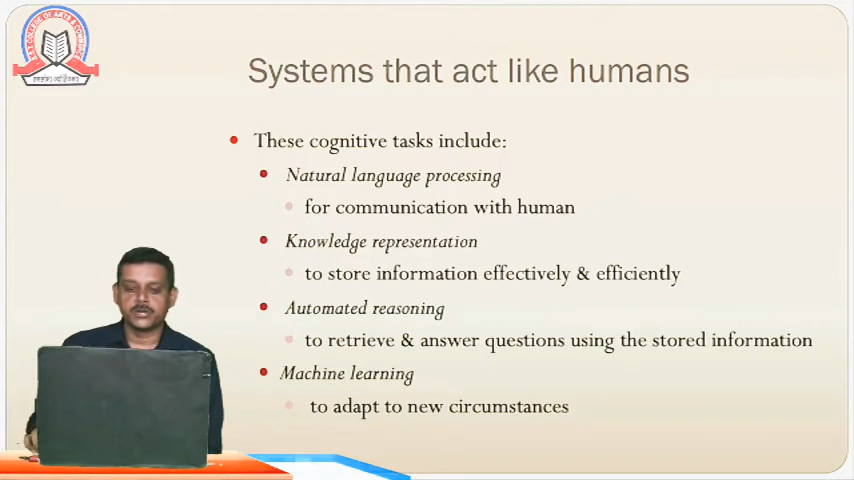 Systems that act like humans
These cognitive tasks include:
Natural language processing
for communication with human
Knowledge representation
to store information effectively & efficiently
Automated reasoning
to retrieve & answer questions using the stored information
Machine learning
to adapt to new circumstances